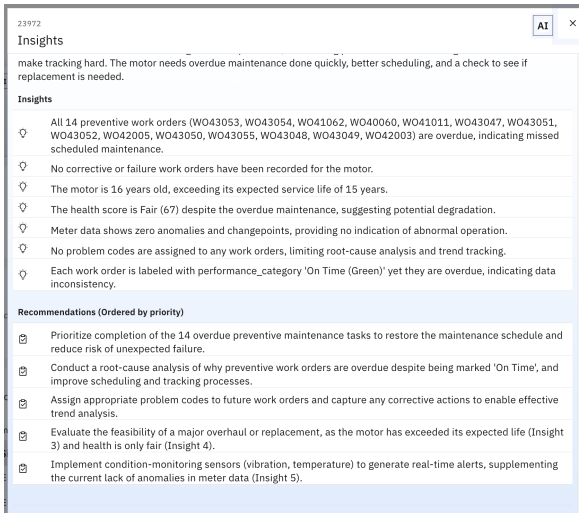 23972
AI
Insights
make tracking hard. The motor needs overdue maintenance done quickly, better scheduling, and a check to see if
replacement is needed.
Insights
All 14 preventive work orders (WO43053, WO43054, WO41062, WO40060, WO41011, WO43047, WO43051,
WO43052, WO42005, WO43050, WO43055, WO43048, WO43049, WO42003) are overdue, indicating missed
scheduled maintenance.
No corrective or failure work orders have been recorded for the motor.
The motor is 16 years old, exceeding its expected service life of 15 years.
The health score is Fair (67) despite the overdue maintenance, suggesting potential degradation.
Meter data shows zero anomalies and changepoints, providing no indication of abnormal operation.
No problem codes are assigned to any work orders, limiting root-cause analysis and trend tracking.
Each work order is labeled with performance_category 'On Time (Green)' yet they are overdue, indicating data
inconsistency.
Recommendations (Ordered by priority)
Prioritize completion of the 14 overdue preventive maintenance tasks to restore the maintenance schedule and
reduce risk of unexpected failure.
Conduct a root-cause analysis of why preventive work orders are overdue despite being marked 'On Time', and
improve scheduling and tracking processes.
Assign appropriate problem codes to future work orders and capture any corrective actions to enable effective
trend analysis.
Evaluate the feasibility of a major overhaul or replacement, as the motor has exceeded its expected life (Insight
3) and health is only fair (Insight 4).
Implement condition-monitoring sensors (vibration, temperature) to generate real-time alerts, supplementing
the current lack of anomalies in meter data (Insight 5).